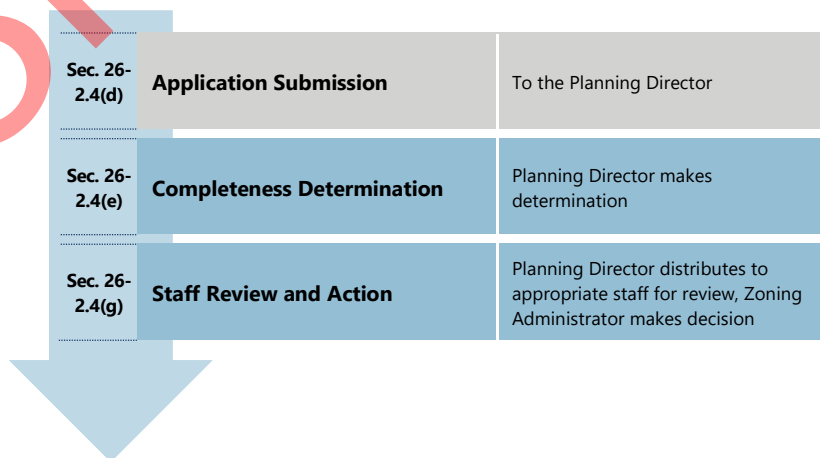 Sec. 26-
2.4(d)
Application Submission
To the Planning Director
Sec. 26-
2.4(e)
Completeness Determination
Planning Director makes
determination
Sec. 26-
2.4(g)
Staff Review and Action
Planning Director distributes to
appropriate staff for review, Zoning
Administrator makes decision